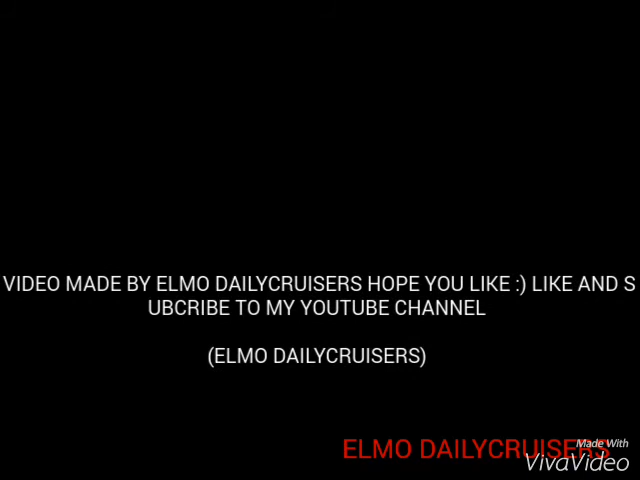 VIDEO MADE BY ELMO DAILYCRUISERS HOPE YOU LIKE :) LIKE AND S
UBCRIBE TO MY YOUTUBE CHANNEL
(ELMO DAILYCRUISERS)
ELMO DAILYCRUISERS
Made With
VivaVideo